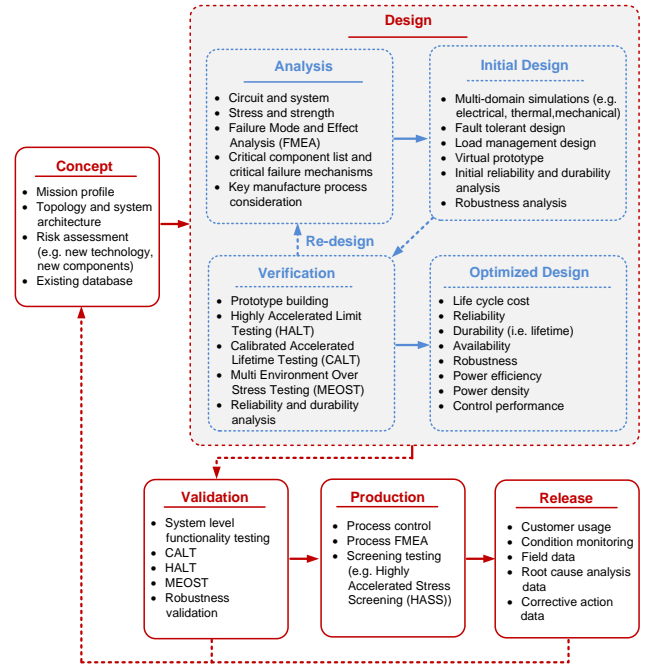 Design
Analysis
• Circuit and system
• Stress and strength
• Failure Mode and Effect
Analysis (FMEA)
• Critical component list and
critical failure mechanisms
• Key manufacture process
consideration
Initial Design
• Multi-domain simulations (e.g.
electrical, thermal,mechanical)
• Fault tolerant design
• Load management design
• Virtual prototype
• Initial reliability and durability
analysis
• Robustness analysis
Concept
• Mission profile
• Topology and system
architecture
• Risk assessment
(e.g. new technology,
new components)
• Existing database
Re-design
Verification
• Prototype building
• Highly Accelerated Limit
Testing (HALT)
• Calibrated Accelerated
Lifetime Testing (CALT)
• Multi Environment Over
Stress Testing (MEOST)
• Reliability and durability
analysis
Optimized Design
• Life cycle cost
• Reliability
• Durability (i.e. lifetime)
• Availability
• Robustness
• Power efficiency
• Power density
• Control performance
Validation
• System level
functionality testing
• CALT
• HALT
• MEOST
• Robustness
validation
Production
• Process control
• Process FMEA
• Screening testing
(e.g. Highly
Accelerated Stress
Screening (HASS))
Release
• Customer usage
• Condition monitoring
• Field data
• Root cause analysis
data
• Corrective action
data